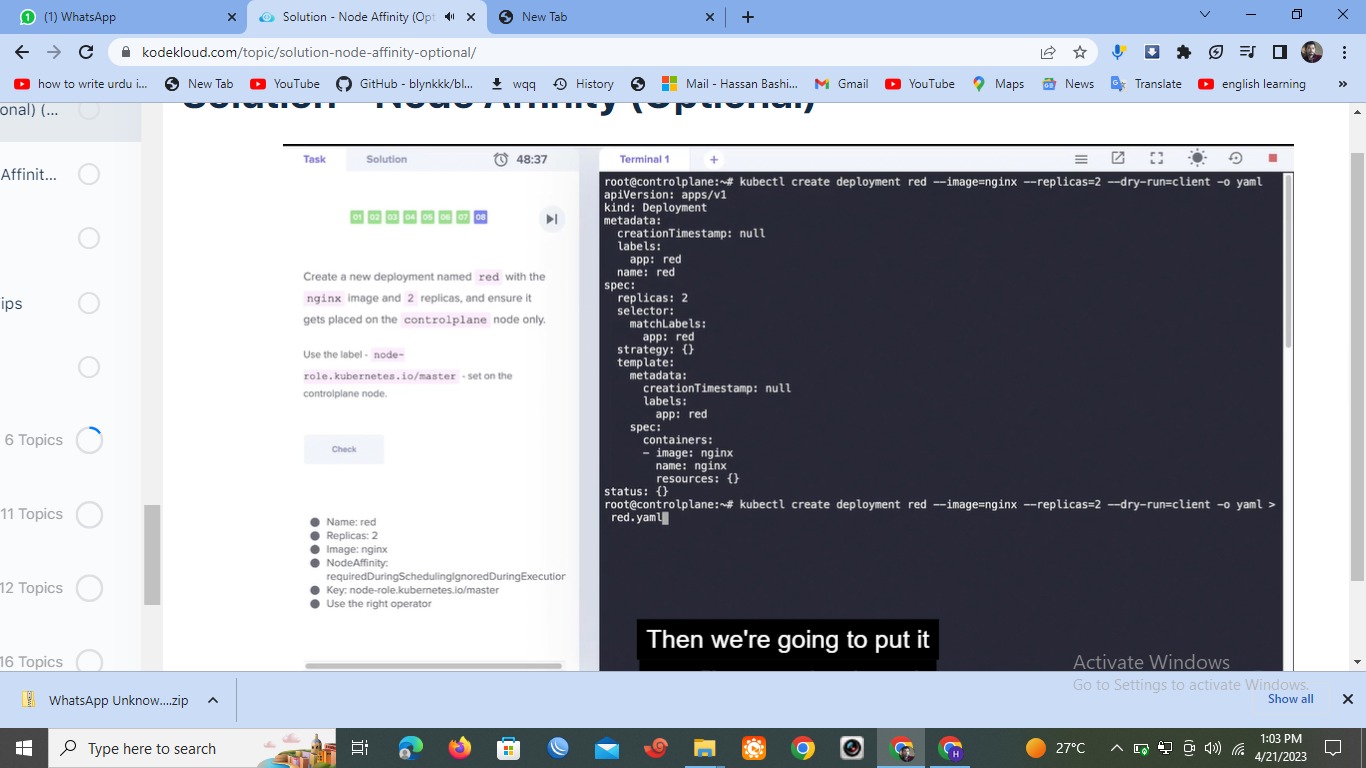 (1) WhatsApp
Solution - Node Affinity (Opt
New Tab
kodekloud.com/topic/solution-node-affinity-optional/
how to write urdu i...
New Tab
YouTube
GitHub - blynkkk/bl...
wqq
History
Mail - Hassan Bashi...
Gmail
YouTube
Maps
News
Translate
english learning
»
Solution - Node Affinity (Optional)
onal) (...
Affinit...
ips
6 Topics
11 Topics
12 Topics
16 Topics
Task
Solution
48:37
01 02 03 04 05 06 07 08
Create a new deployment named red with the
nginx image and 2 replicas, and ensure it
gets placed on the controlplane node only.
Use the label - node-
role.kubernetes.io/master - set on the
controlplane node.
Check
Name: red
Replicas: 2
Image: nginx
NodeAffinity:
requiredDuringSchedulingIgnoredDuringExecution
Key: node-role.kubernetes.io/master
Use the right operator
Terminal 1
+
root@controlplane:~# kubectl create deployment red --image=nginx --replicas=2 --dry-run=client -o yaml
apiVersion: apps/v1
kind: Deployment
metadata:
  creationTimestamp: null
  labels:
    app: red
  name: red
spec:
  replicas: 2
  selector:
    matchLabels:
      app: red
  strategy: {}
  template:
    metadata:
      creationTimestamp: null
      labels:
        app: red
    spec:
      containers:
      - image: nginx
        name: nginx
        resources: {}
status: {}
root@controlplane:~# kubectl create deployment red --image=nginx --replicas=2 --dry-run=client -o yaml >
 red.yaml
Then we're going to put it
Activate Windows
Go to Settings to activate Windows.
WhatsApp Unknow....zip
Show all
Type here to search
27°C
1:03 PM
4/21/2023